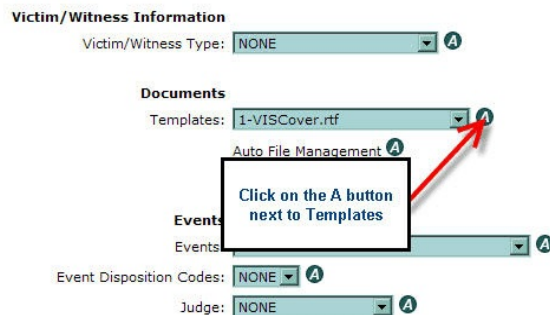 Victim/Witness Information
Victim/Witness Type: NONE A
Documents
Templates: 1-VISCover.rtf A
Auto File Management A
Click on the A button
next to Templates
Events
Events A
Event Disposition Codes: NONE A
Judge: NONE A